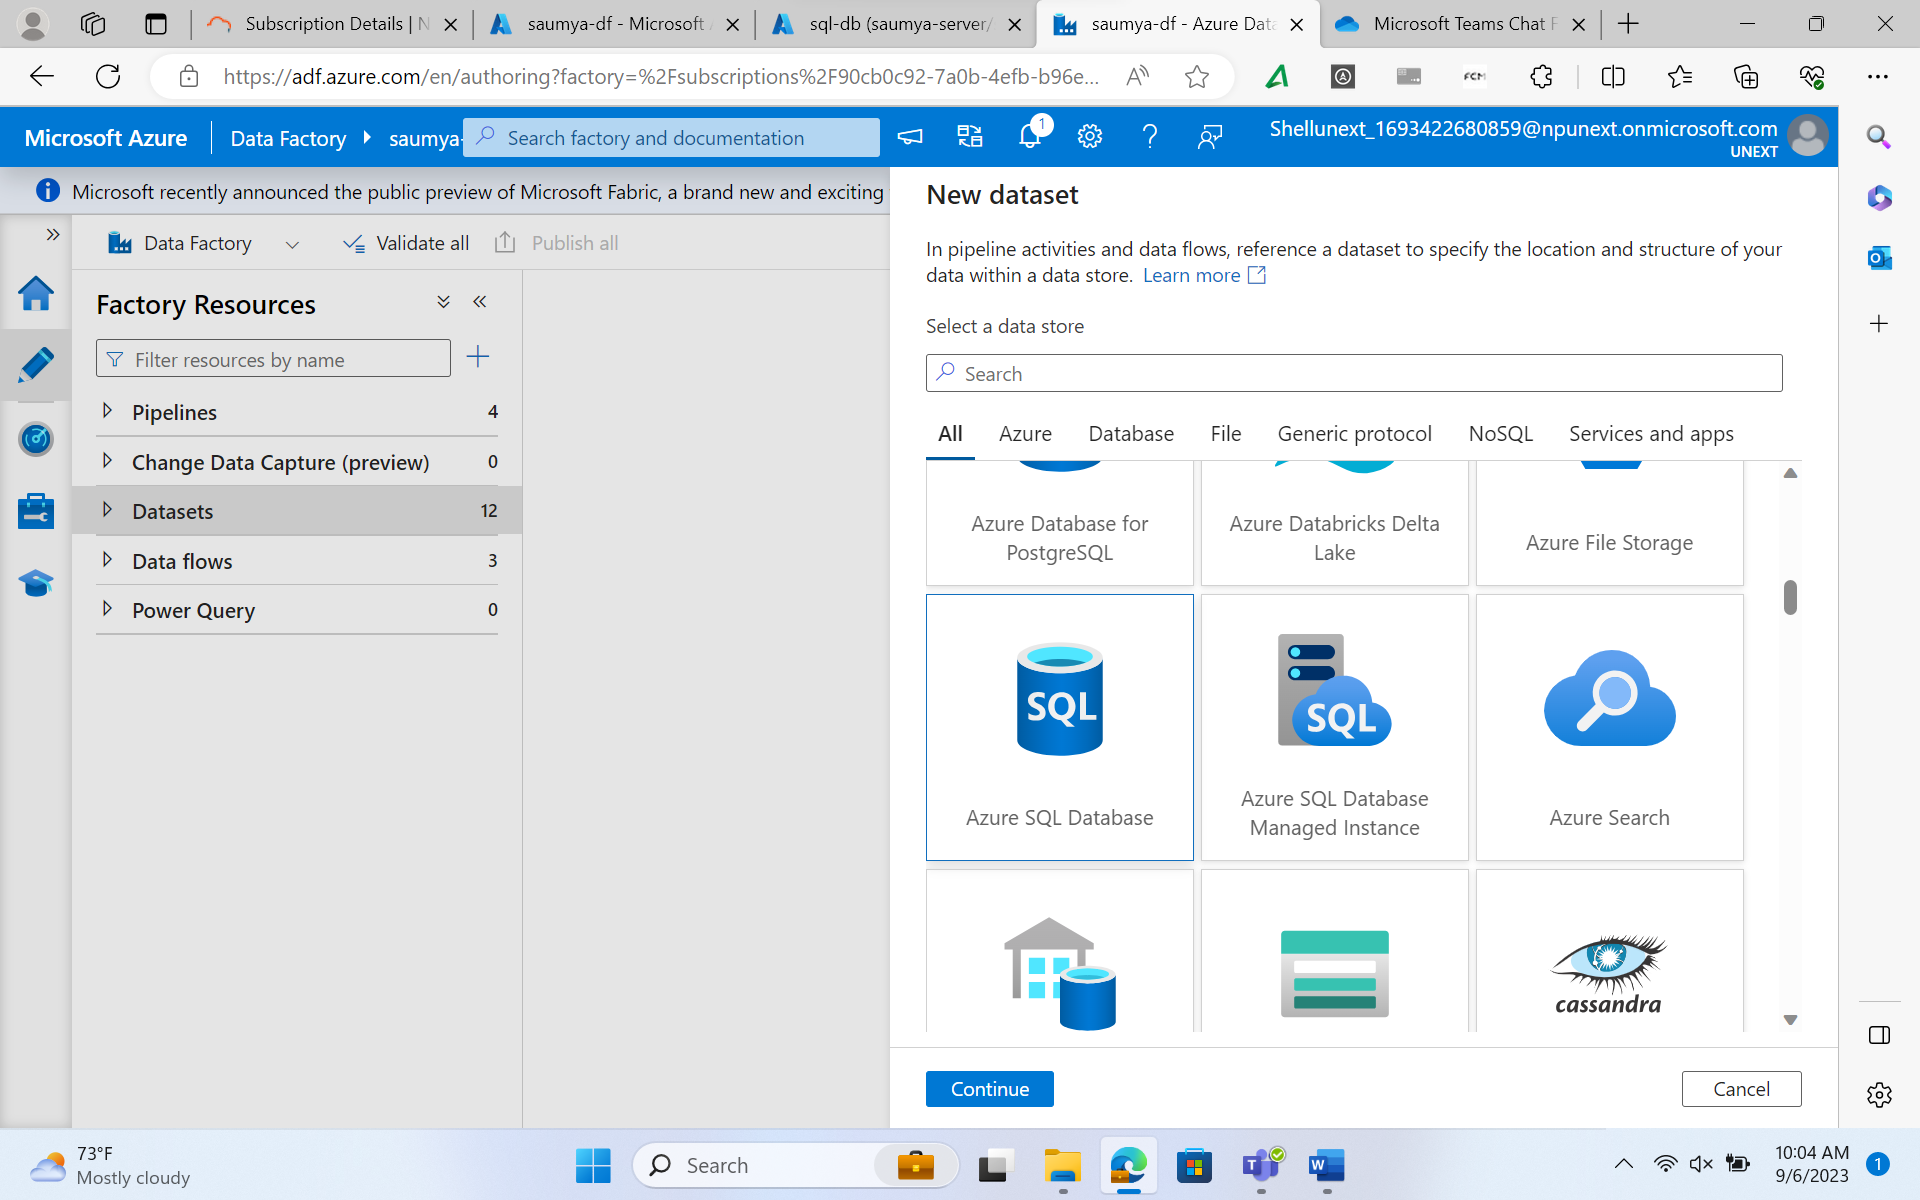 Subscription Details | N
saumya-df - Microsoft A
sql-db (saumya-server/
saumya-df - Azure Data
Microsoft Teams Chat F
https://adf.azure.com/en/authoring?factory=%2Fsubscriptions%2F90cb0c92-7a0b-4efb-b96e...
FCM
Microsoft Azure
Data Factory
saumya-
Search factory and documentation
1
Shellunext_1693422680859@npunext.onmicrosoft.com
UNEXT
Microsoft recently announced the public preview of Microsoft Fabric, a brand new and exciting
Data Factory
Validate all
Publish all
Factory Resources
Filter resources by name
Pipelines 4
Change Data Capture (preview) 0
Datasets 12
Data flows 3
Power Query 0
New dataset
In pipeline activities and data flows, reference a dataset to specify the location and structure of your
data within a data store. Learn more
Select a data store
Search
All Azure Database File Generic protocol NoSQL Services and apps
Azure Database for
PostgreSQL
Azure Databricks Delta
Lake
Azure File Storage
SQL
Azure SQL Database
SQL
Azure SQL Database
Managed Instance
Azure Search
cassandra
Continue
Cancel
73°F
Mostly cloudy
Search
10:04 AM
9/6/2023
1